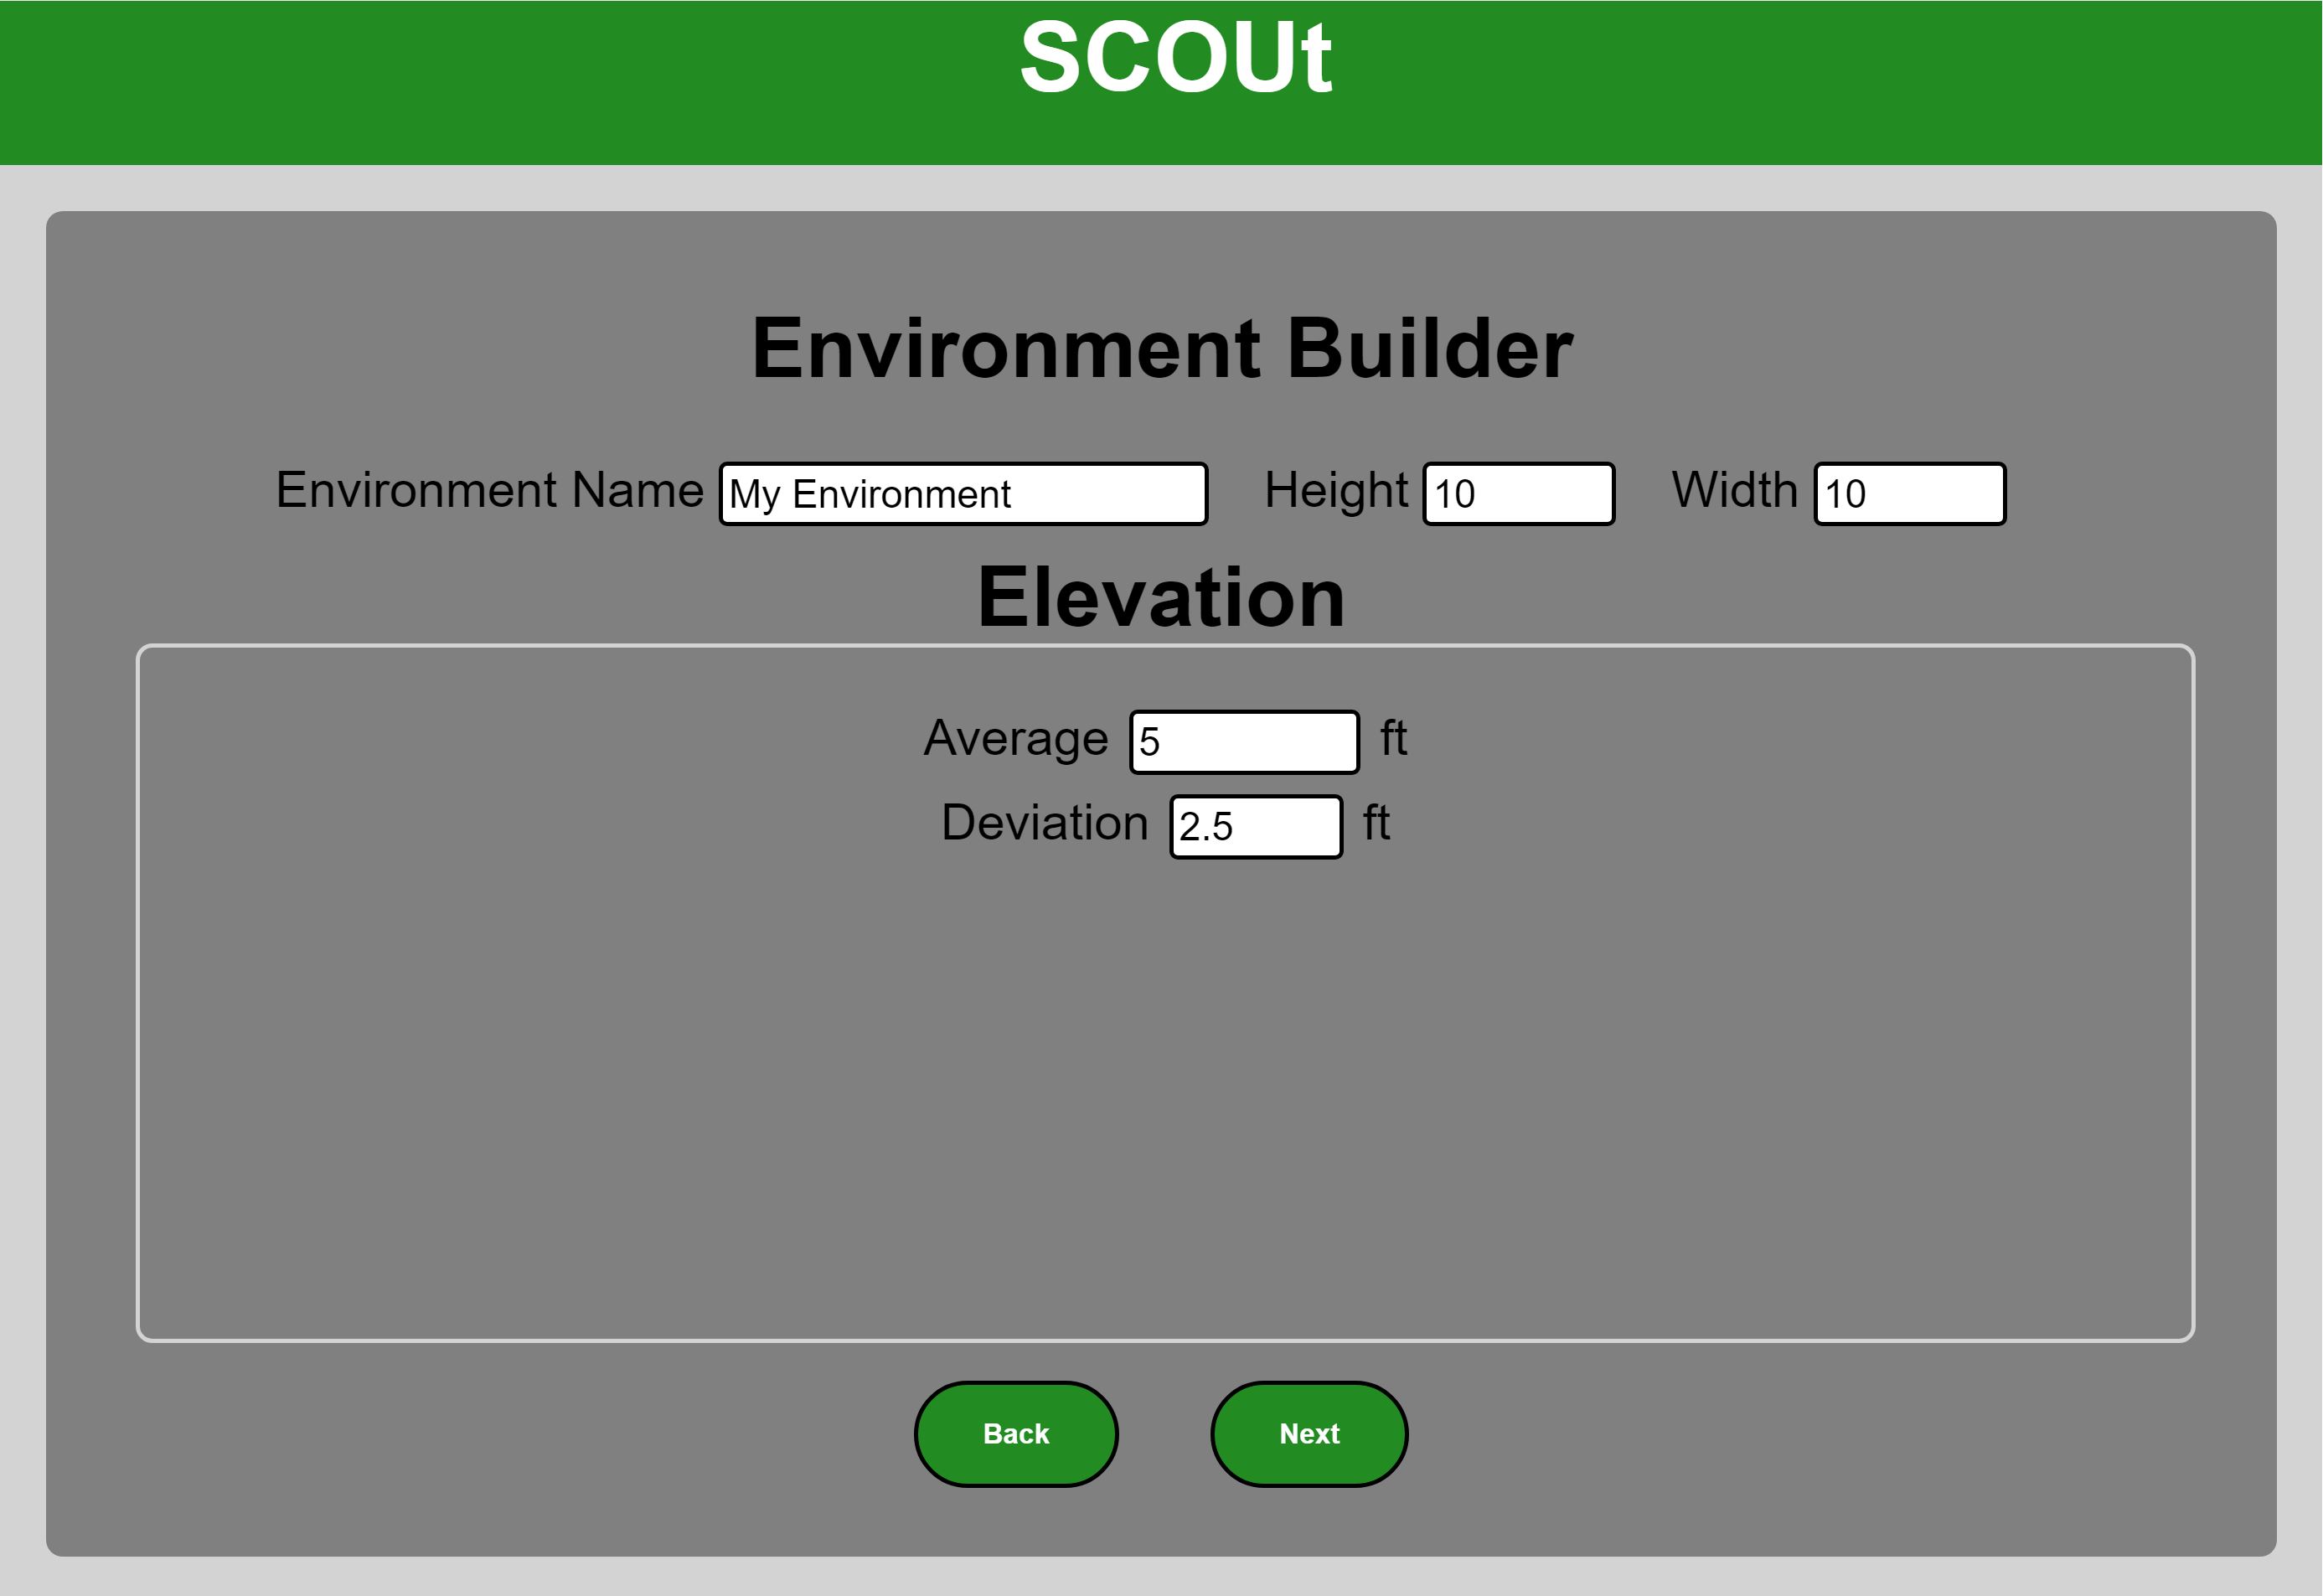 SCOUt
Environment Builder
Environment Name My Environment Height 10 Width 10
Elevation
Average 5 ft
Deviation 2.5 ft
Back Next